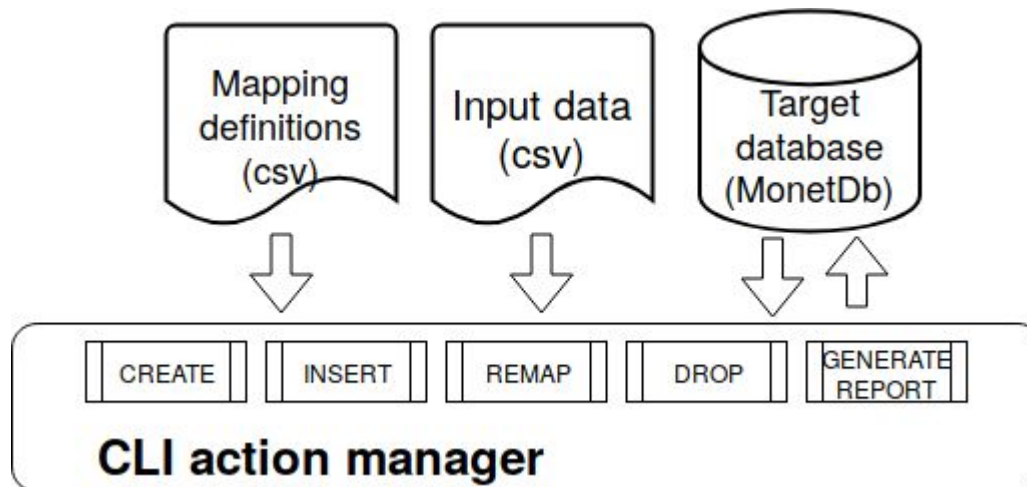 Mapping
definitions
(csv)
Input data
(csv)
Target
database
(MonetDb)
CREATE
INSERT
REMAP
DROP
GENERATE
REPORT
CLI action manager